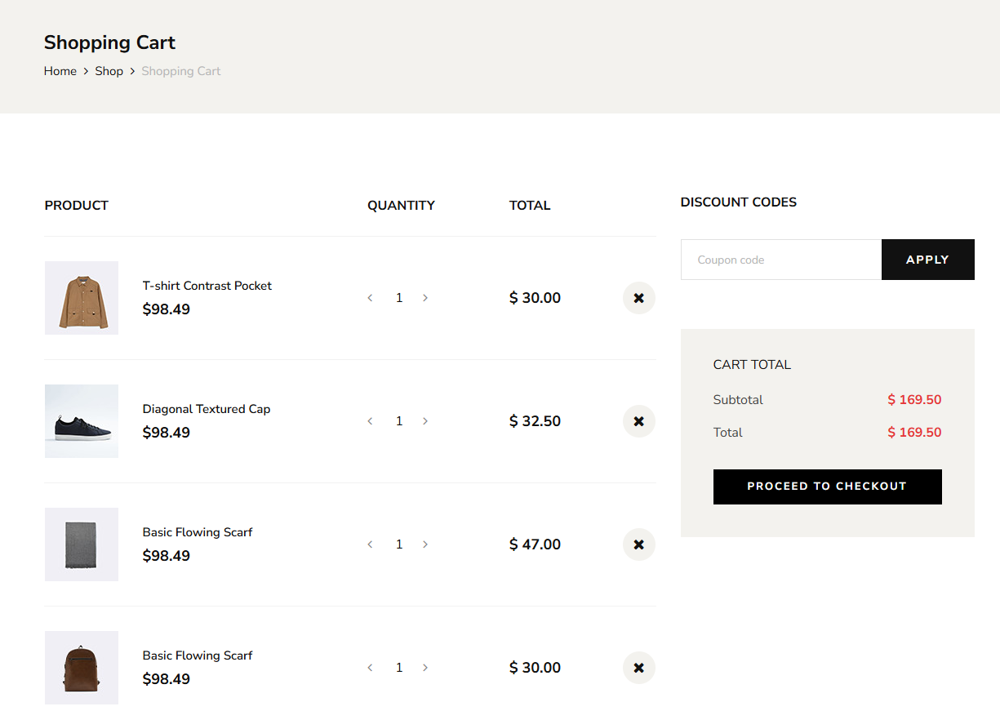 Shopping Cart
Home > Shop > Shopping Cart
PRODUCT QUANTITY TOTAL
T-shirt Contrast Pocket
$98.49
1
$ 30.00
Diagonal Textured Cap
$98.49
1
$ 32.50
Basic Flowing Scarf
$98.49
1
$ 47.00
Basic Flowing Scarf
$98.49
1
$ 30.00
DISCOUNT CODES
Coupon code APPLY
CART TOTAL
Subtotal $ 169.50
Total $ 169.50
PROCEED TO CHECKOUT